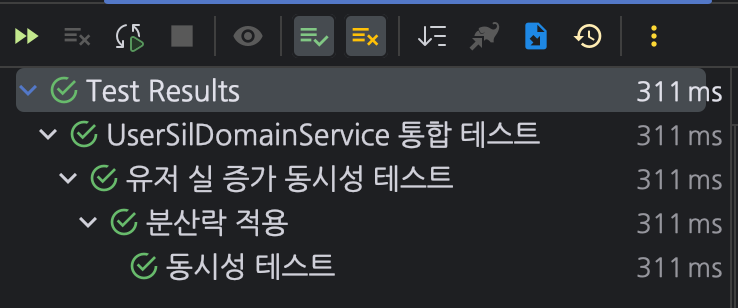 Test Results 311 ms
UserSilDomainService 통합 테스트 311 ms
유저 실 증가 동시성 테스트 311 ms
분산락 적용 311 ms
동시성 테스트 311 ms